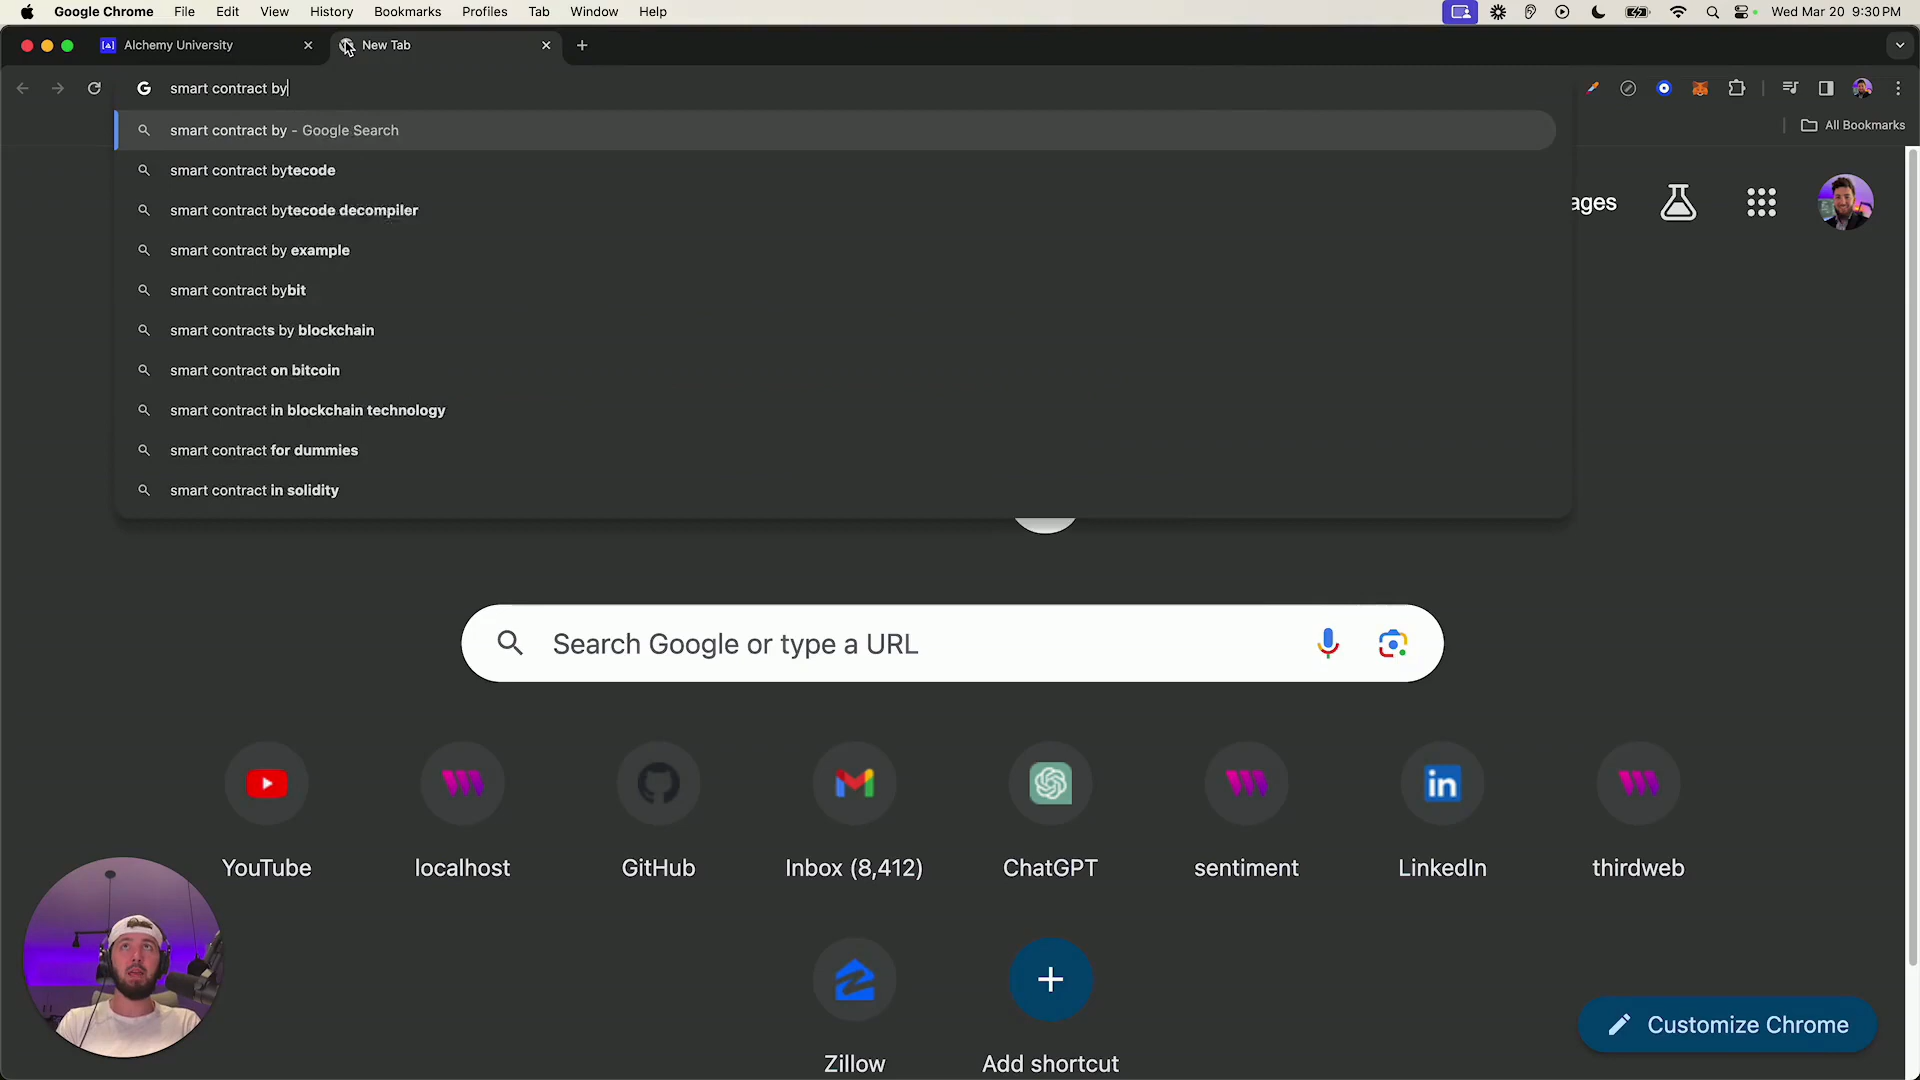 Google Chrome File Edit View History Bookmarks Profiles Tab Window Help Wed Mar 20 9:30 PM
Alchemy University New Tab
smart contract by
All Bookmarks
smart contract by - Google Search
smart contract bytecode
ages
smart contract bytecode decompiler
smart contract by example
smart contract bybit
smart contracts by blockchain
smart contract on bitcoin
smart contract in blockchain technology
smart contract for dummies
smart contract in solidity
Search Google or type a URL
YouTube localhost GitHub Inbox (8,412) ChatGPT sentiment LinkedIn thirdweb
Customize Chrome
Zillow Add shortcut